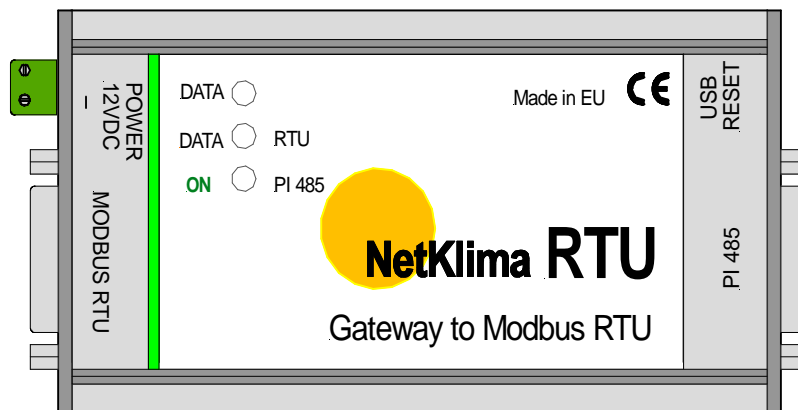 POWER
12VDC
–
MODBUS RTU
DATA
DATA RTU
ON PI 485
Made in EU CE
NetKlima RTU
Gateway to Modbus RTU
USB
RESET
PI 485